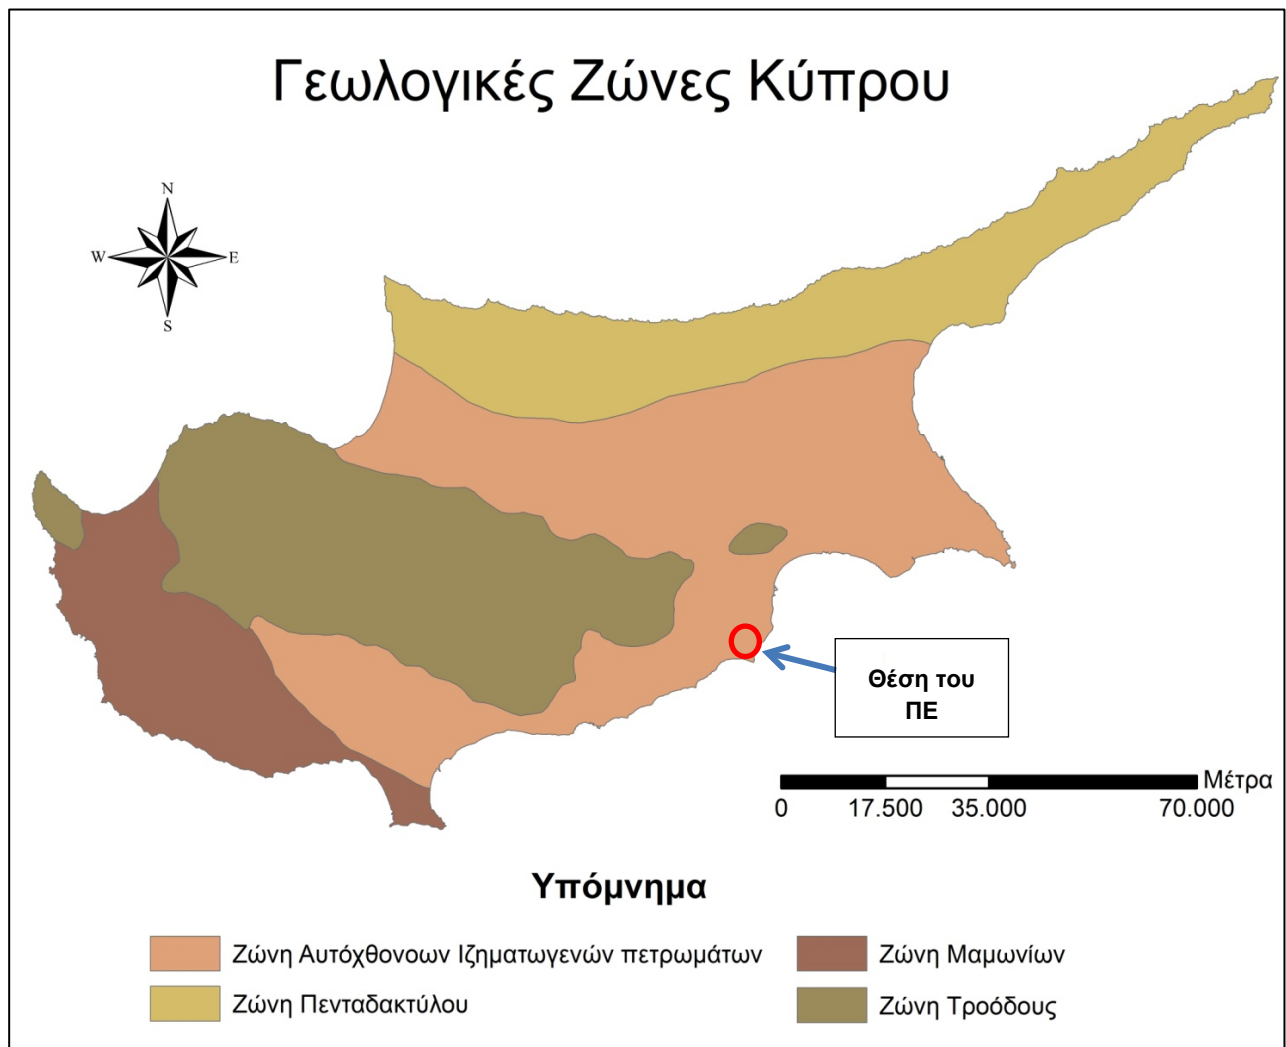 Γεωλογικές Ζώνες Κύπρου
N
W E
S
Θέση του
ΠΕ
Μέτρα
0 17.500 35.000 70.000
Υπόμνημα
Ζώνη Αυτόχθονοων Ιζηματωγενών πετρωμάτων
Ζώνη Μαμωνίων
Ζώνη Πενταδακτύλου
Ζώνη Τροόδους